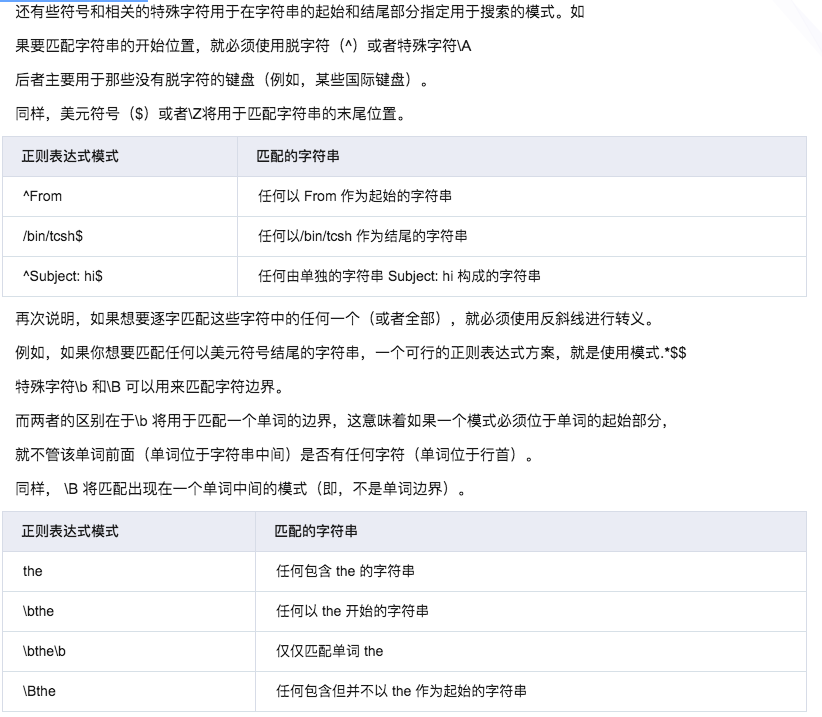 还有些符号和相关的特殊字符用于在字符串的起始和结尾部分指定用于搜索的模式。如
果要匹配字符串的开始位置，就必须使用脱字符（^）或者特殊字符\A
后者主要用于那些没有脱字符的键盘（例如，某些国际键盘）。
同样，美元符号（$）或者\Z将用于匹配字符串的末尾位置。
正则表达式模式 匹配的字符串
^From 任何以 From 作为起始的字符串
/bin/tcsh$ 任何以/bin/tcsh 作为结尾的字符串
^Subject: hi$ 任何由单独的字符串 Subject: hi 构成的字符串
再次说明，如果想要逐字匹配这些字符中的任何一个（或者全部），就必须使用反斜线进行转义。
例如，如果你想要匹配任何以美元符号结尾的字符串，一个可行的正则表达式方案，就是使用模式.*$$
特殊字符\b 和\B 可以用来匹配字符边界。
而两者的区别在于\b 将用于匹配一个单词的边界，这意味着如果一个模式必须位于单词的起始部分，
就不管该单词前面（单词位于字符串中间）是否有任何字符（单词位于行首）。
同样， \B 将匹配出现在一个单词中间的模式（即，不是单词边界）。
正则表达式模式 匹配的字符串
the 任何包含 the 的字符串
\bthe 任何以 the 开始的字符串
\bthe\b 仅仅匹配单词 the
\Bthe 任何包含但并不以 the 作为起始的字符串